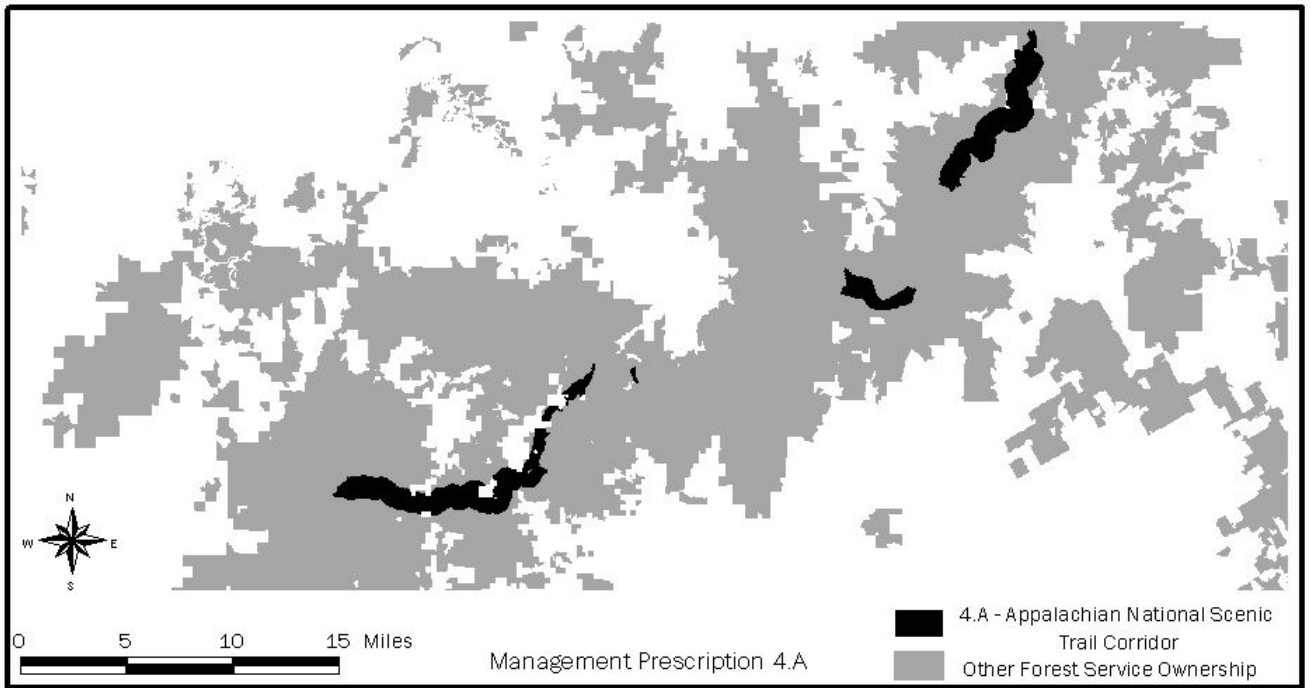 N
W E
S
0 5 10 15 Miles
Management Prescription 4.A
4.A - Appalachian National Scenic
Trail Corridor
Other Forest Service Ownership